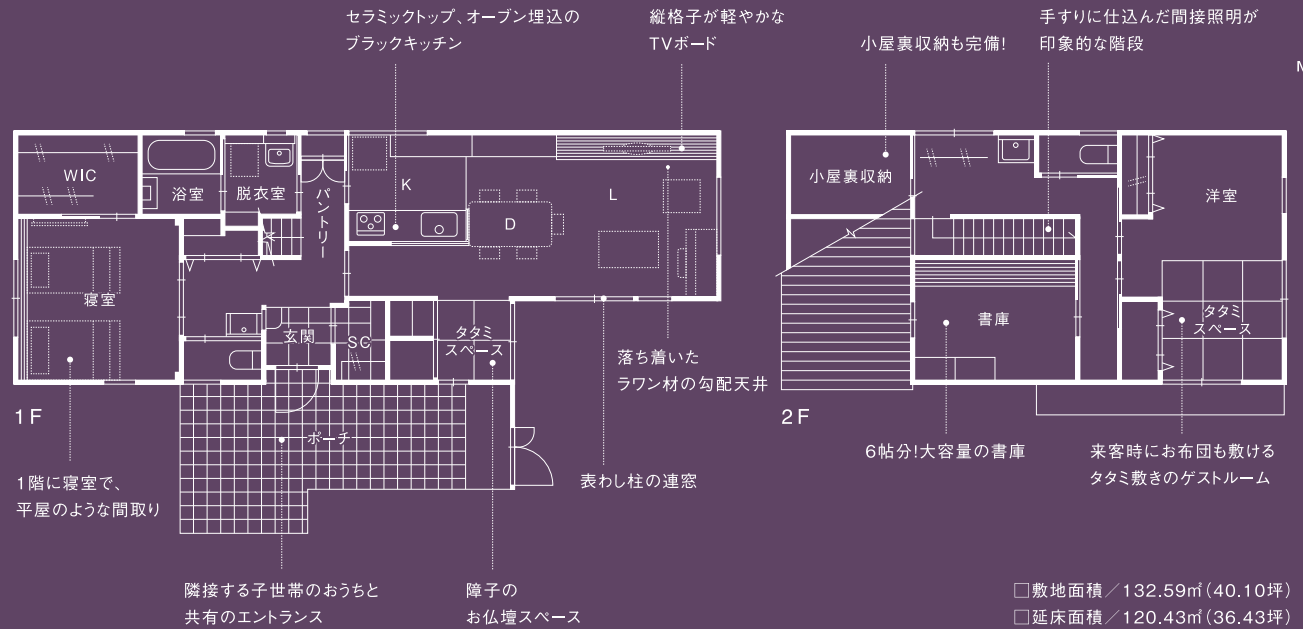 セラミックトップ、オーブン埋込の
ブラックキッチン
縦格子が軽やかな
TVボード
小屋裏収納も完備!
手すりに仕込んだ間接照明が
印象的な階段
N
WIC
浴室
脱衣室
パントリー
K
D
L
寝室
玄関
SC
タタミ
スペース
ポーチ
1F
落ち着いた
ラワン材の勾配天井
表わし柱の連窓
1階に寝室で、
平屋のような間取り
隣接する子世帯のおうちと
共有のエントランス
障子の
お仏壇スペース
小屋裏収納
洋室
書庫
タタミ
スペース
2F
6帖分!大容量の書庫
来客時にお布団も敷ける
タタミ敷きのゲストルーム
□敷地面積/132.59㎡(40.10坪)
□延床面積/120.43㎡(36.43坪)